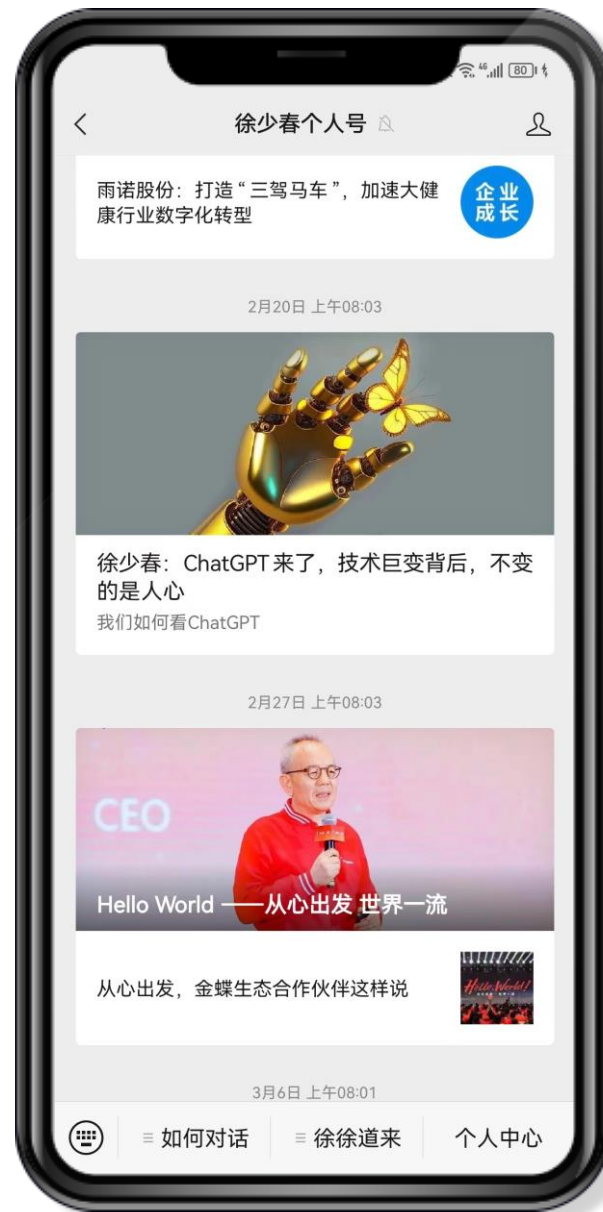 46
80
徐少春个人号
雨诺股份：打造“三驾马车”，加速大健
康行业数字化转型
企业
成长
2月20日 上午08:03
徐少春：ChatGPT 来了，技术巨变背后，不变
的是人心
我们如何看ChatGPT
2月27日 上午08:03
CEO
Hello World ——从心出发 世界一流
从心出发，金蝶生态合作伙伴这样说
Hello World!
3月6日 上午08:01
如何对话
徐徐道来
个人中心